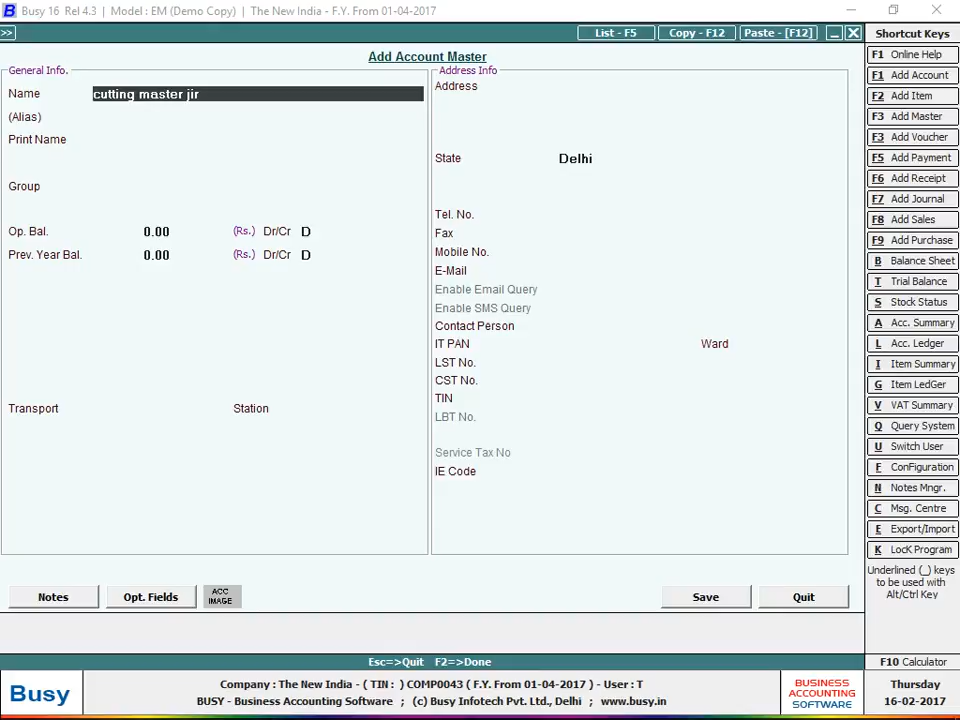 B Busy 16 Rel 4.3 | Model : EM (Demo Copy) | The New India - F.Y. From 01-04-2017
>> List - F5 Copy - F12 Paste - [F12]
Add Account Master
General Info.
Name cutting master jir
(Alias)
Print Name
Group
Op. Bal. 0.00 (Rs.) Dr/Cr D
Prev. Year Bal. 0.00 (Rs.) Dr/Cr D
Transport Station
Address Info
Address
State Delhi
Tel. No.
Fax
Mobile No.
E-Mail
Enable Email Query
Enable SMS Query
Contact Person
IT PAN Ward
LST No.
CST No.
TIN
LBT No.
Service Tax No
IE Code
Notes Opt. Fields ACC IMAGE Save Quit
Esc=>Quit F2=>Done
Shortcut Keys
F1 Online Help
F1 Add Account
F2 Add Item
F3 Add Master
F3 Add Voucher
F5 Add Payment
F6 Add Receipt
F7 Add Journal
F8 Add Sales
F9 Add Purchase
B Balance Sheet
T Trial Balance
S Stock Status
A Acc. Summary
L Acc. Ledger
I Item Summary
G Item LedGer
V VAT Summary
Q Query System
U Switch User
F Configuration
N Notes Mngr.
C Msg. Centre
E Export/Import
K LocK Program
Underlined (_) keys
to be used with
Alt/Ctrl Key
F10 Calculator
Busy
Company : The New India - ( TIN : ) COMP0043 ( F.Y. From 01-04-2017 ) - User : T
BUSY - Business Accounting Software ; (c) Busy Infotech Pvt. Ltd., Delhi ; www.busy.in
BUSINESS
ACCOUNTING
SOFTWARE
Thursday
16-02-2017